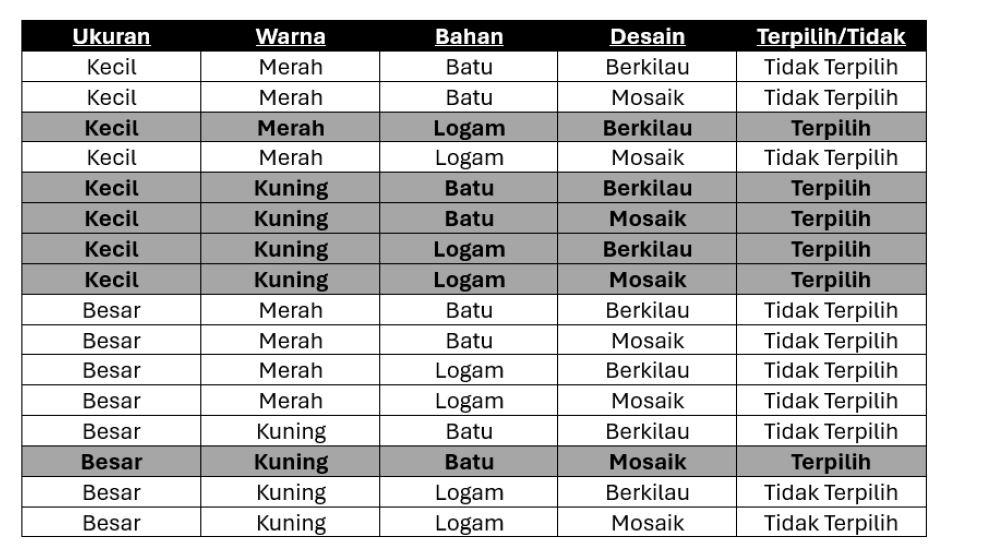 Ukuran Warna Bahan Desain Terpilih/Tidak
Kecil Merah Batu Berkilau Tidak Terpilih
Kecil Merah Batu Mosaik Tidak Terpilih
Kecil Merah Logam Berkilau Terpilih
Kecil Merah Logam Mosaik Tidak Terpilih
Kecil Kuning Batu Berkilau Terpilih
Kecil Kuning Batu Mosaik Terpilih
Kecil Kuning Logam Berkilau Terpilih
Kecil Kuning Logam Mosaik Terpilih
Besar Merah Batu Berkilau Tidak Terpilih
Besar Merah Batu Mosaik Tidak Terpilih
Besar Merah Logam Berkilau Tidak Terpilih
Besar Merah Logam Mosaik Tidak Terpilih
Besar Kuning Batu Berkilau Tidak Terpilih
Besar Kuning Batu Mosaik Terpilih
Besar Kuning Logam Berkilau Tidak Terpilih
Besar Kuning Logam Mosaik Tidak Terpilih